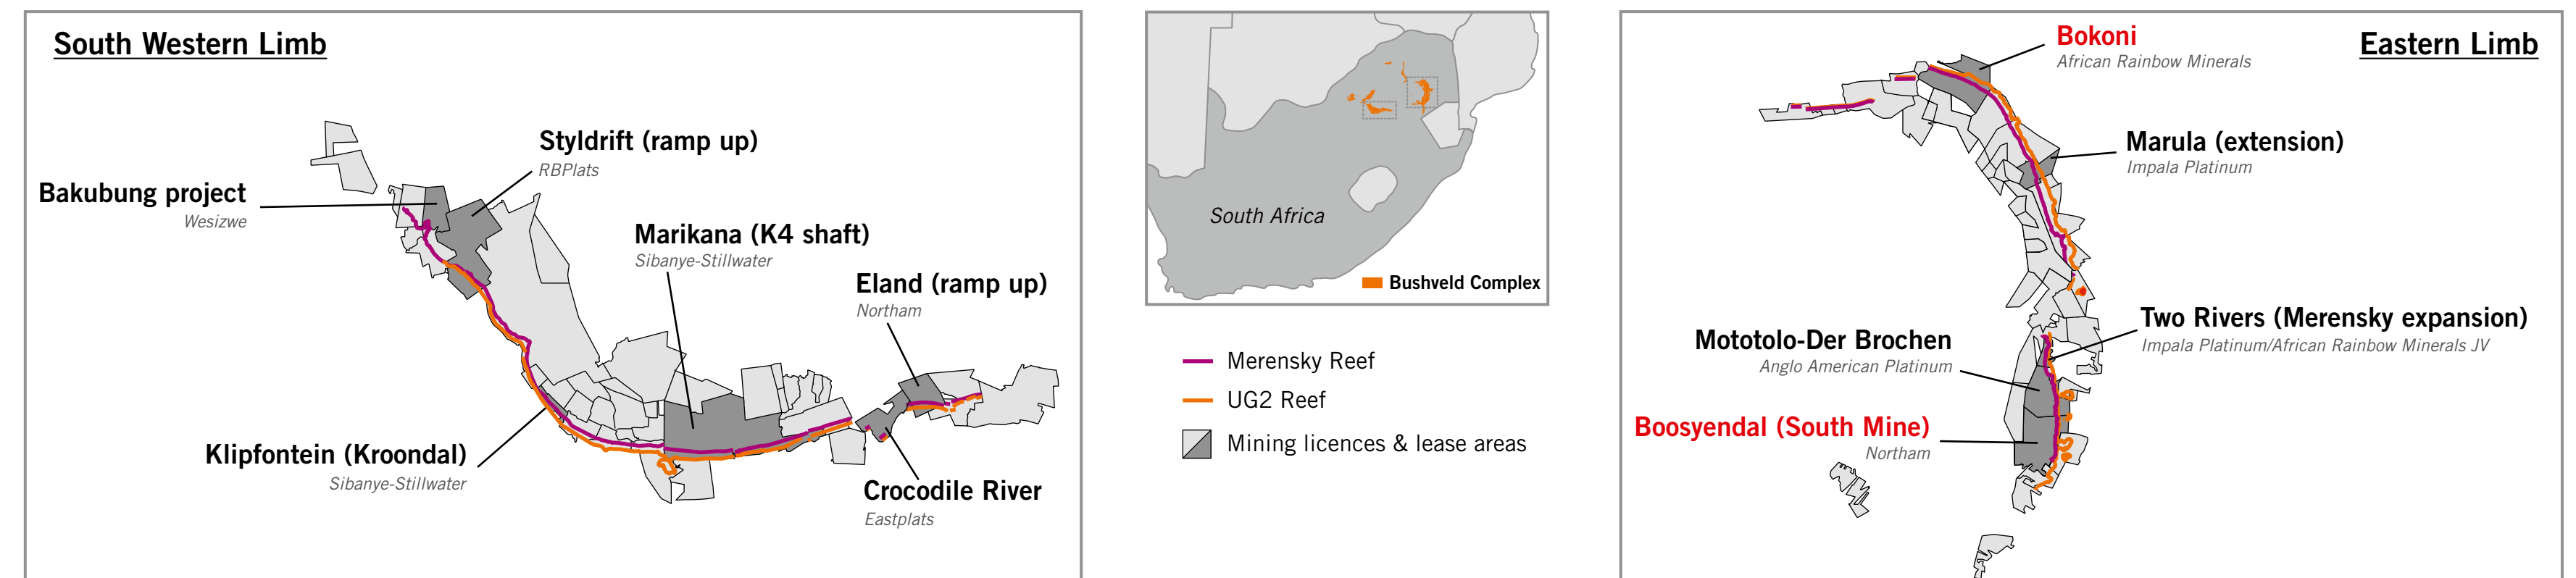 South Western Limb
Styldrift (ramp up)
RBPlats
Bakubung project
Wesizwe
Marikana (K4 shaft)
Sibanye-Stillwater
Eland (ramp up)
Northam
Klipfontein (Kroondal)
Sibanye-Stillwater
Crocodile River
Eastplats
South Africa
Bushveld Complex
Merensky Reef
UG2 Reef
Mining licences & lease areas
Eastern Limb
Bokoni
African Rainbow Minerals
Marula (extension)
Impala Platinum
Two Rivers (Merensky expansion)
Impala Platinum/African Rainbow Minerals JV
Mototolo-Der Brochen
Anglo American Platinum
Boosyendal (South Mine)
Northam